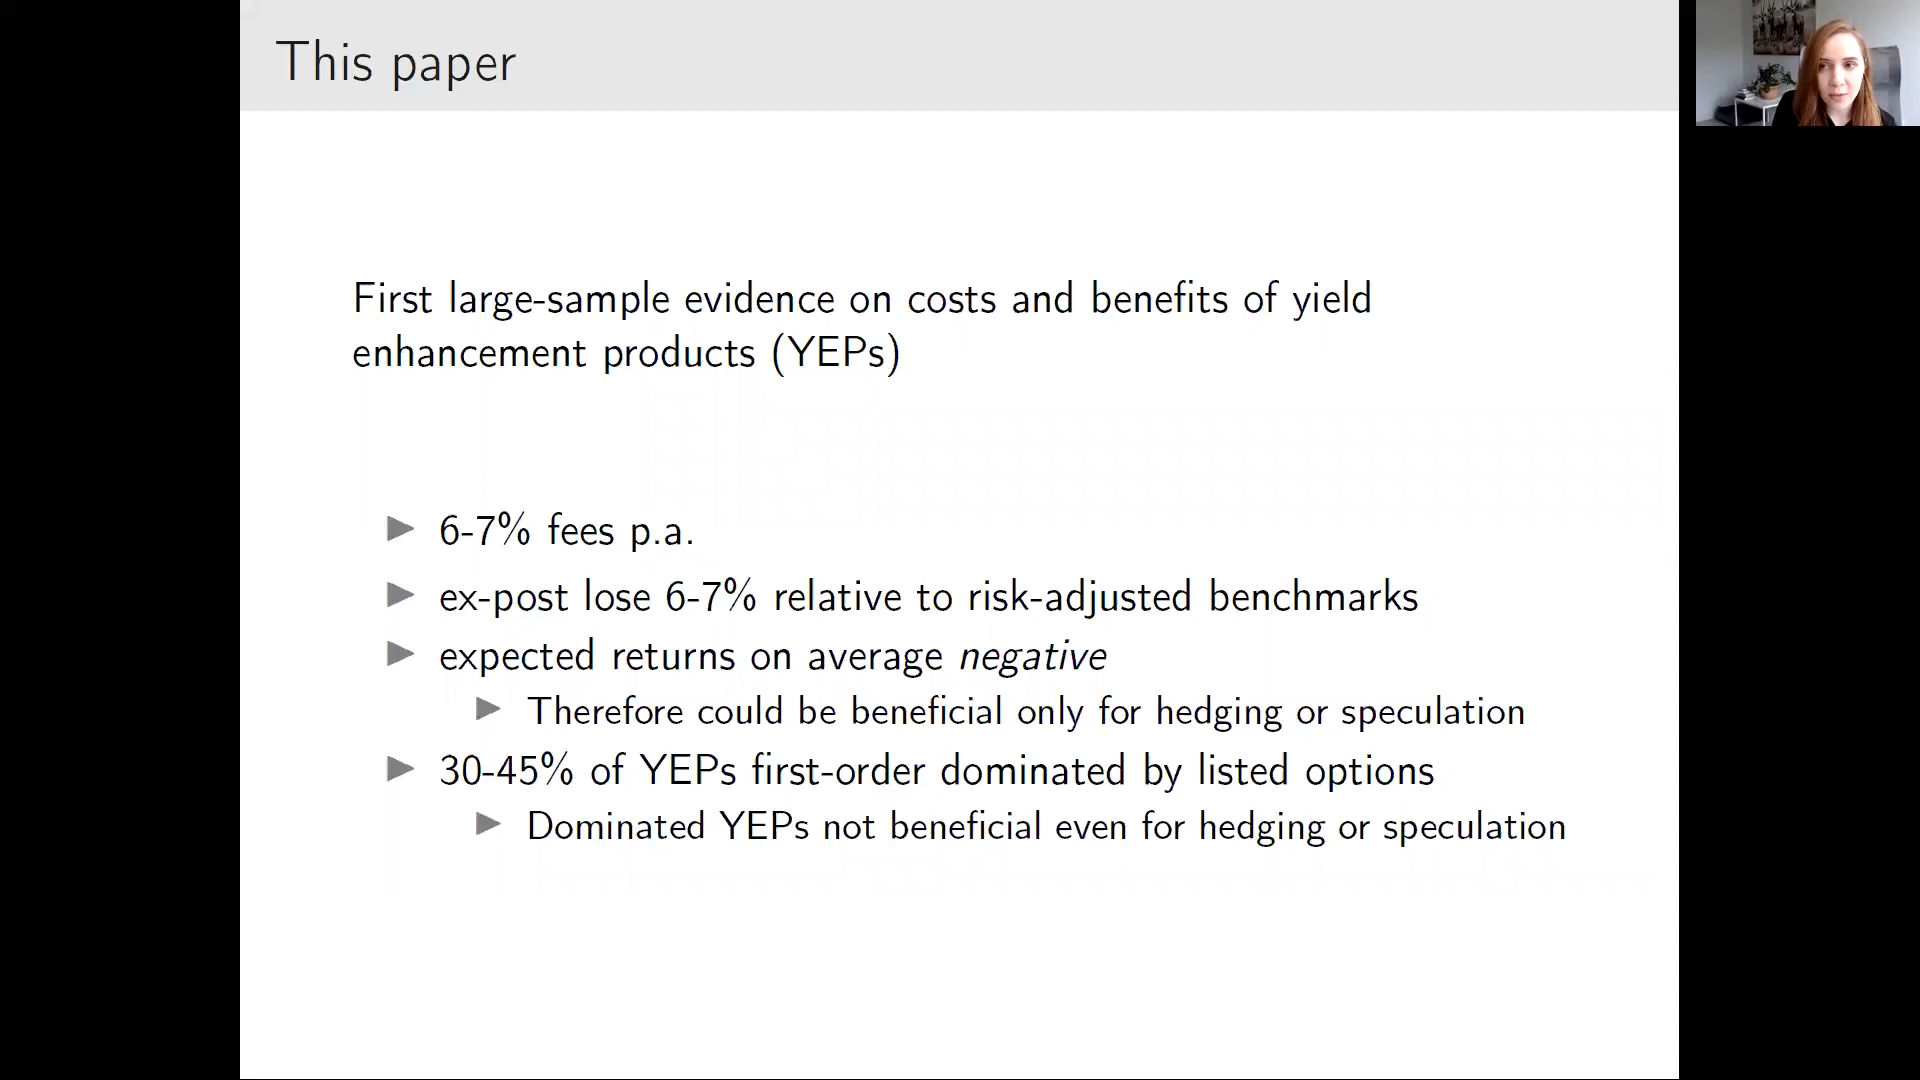 This paper
First large-sample evidence on costs and benefits of yield
enhancement products (YEPs)
6-7% fees p.a.
ex-post lose 6-7% relative to risk-adjusted benchmarks
expected returns on average negative
Therefore could be beneficial only for hedging or speculation
30-45% of YEPs first-order dominated by listed options
Dominated YEPs not beneficial even for hedging or speculation